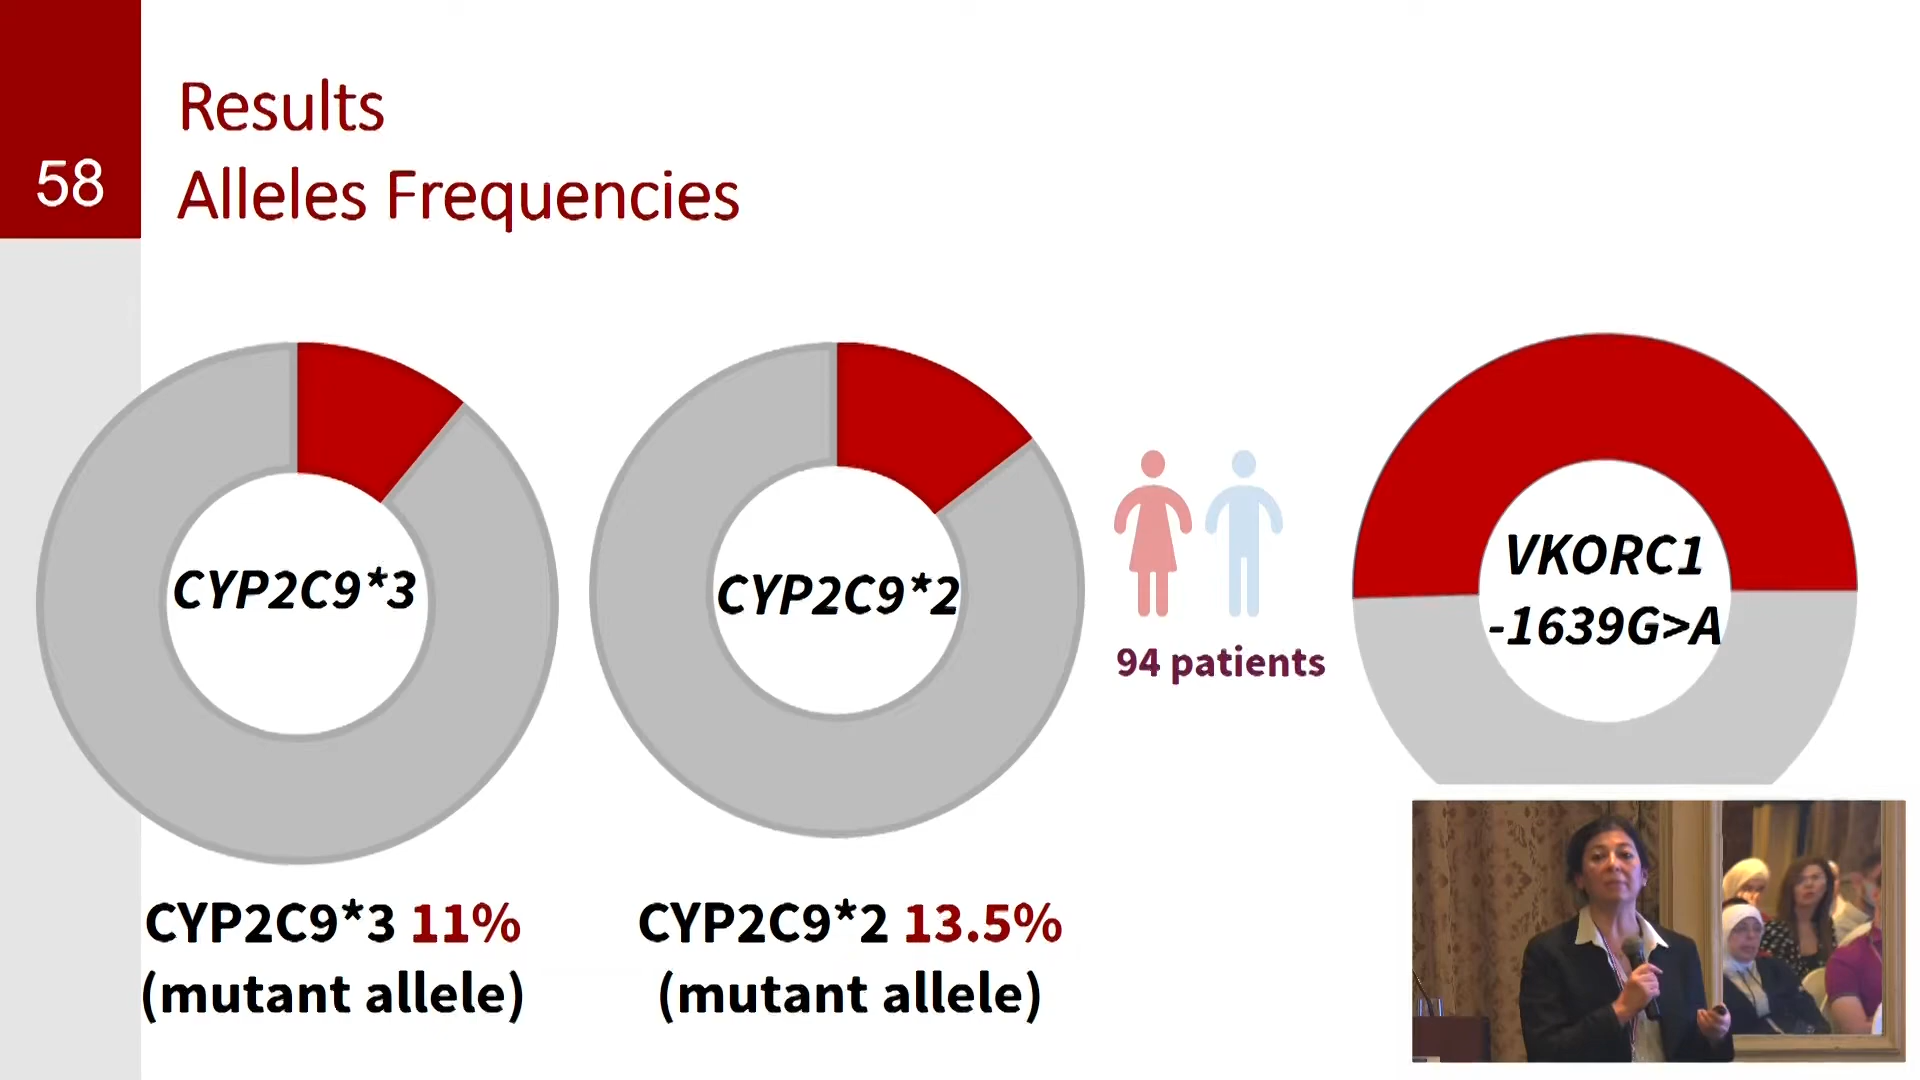 58
Results
Alleles Frequencies
CYP2C9*3
CYP2C9*2
94 patients
VKORC1
-1639G>A
CYP2C9*3 11%
(mutant allele)
CYP2C9*2 13.5%
(mutant allele)